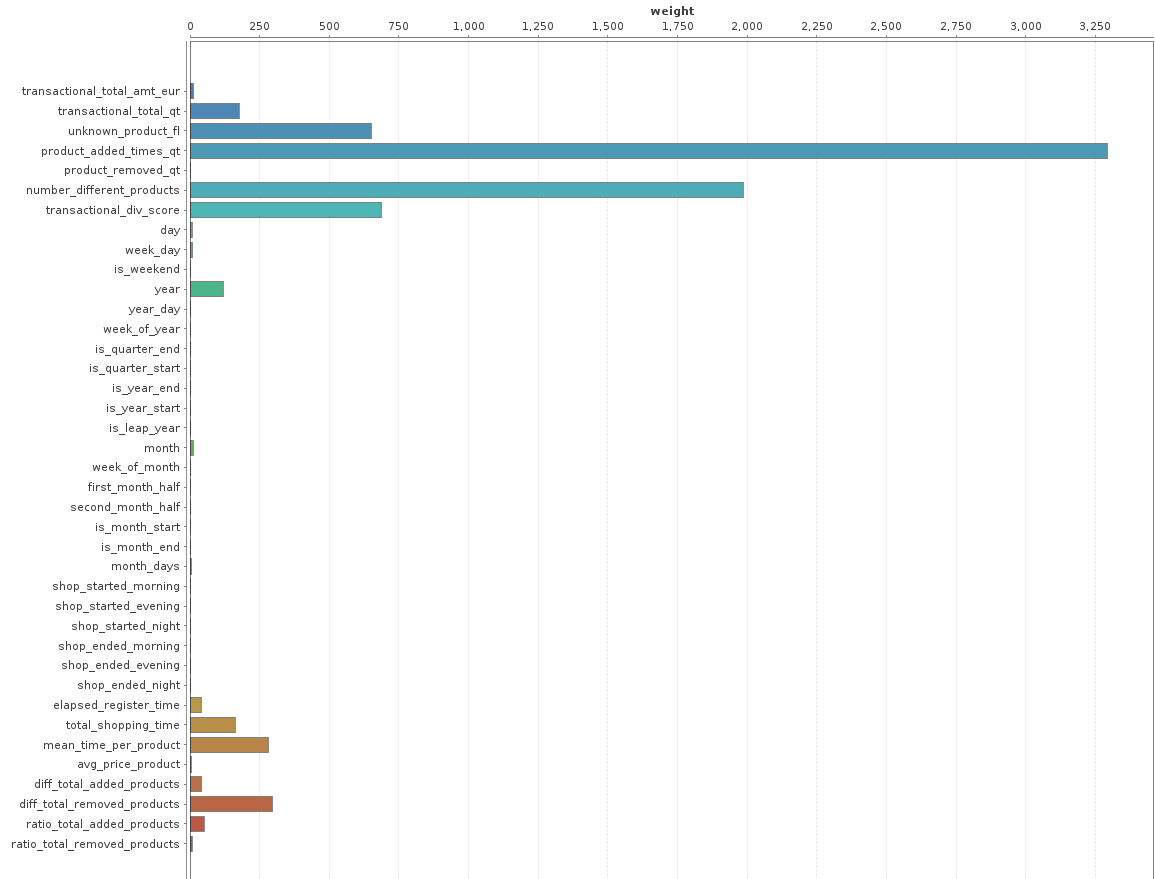 weight
0 250 500 750 1,000 1,250 1,500 1,750 2,000 2,250 2,500 2,750 3,000 3,250
transactional_total_amt_eur
transactional_total_qt
unknown_product_fl
product_added_times_qt
product_removed_qt
number_different_products
transactional_div_score
day
week_day
is_weekend
year
year_day
week_of_year
is_quarter_end
is_quarter_start
is_year_end
is_year_start
is_leap_year
month
week_of_month
first_month_half
second_month_half
is_month_start
is_month_end
month_days
shop_started_morning
shop_started_evening
shop_started_night
shop_ended_morning
shop_ended_evening
shop_ended_night
elapsed_register_time
total_shopping_time
mean_time_per_product
avg_price_product
diff_total_added_products
diff_total_removed_products
ratio_total_added_products
ratio_total_removed_products